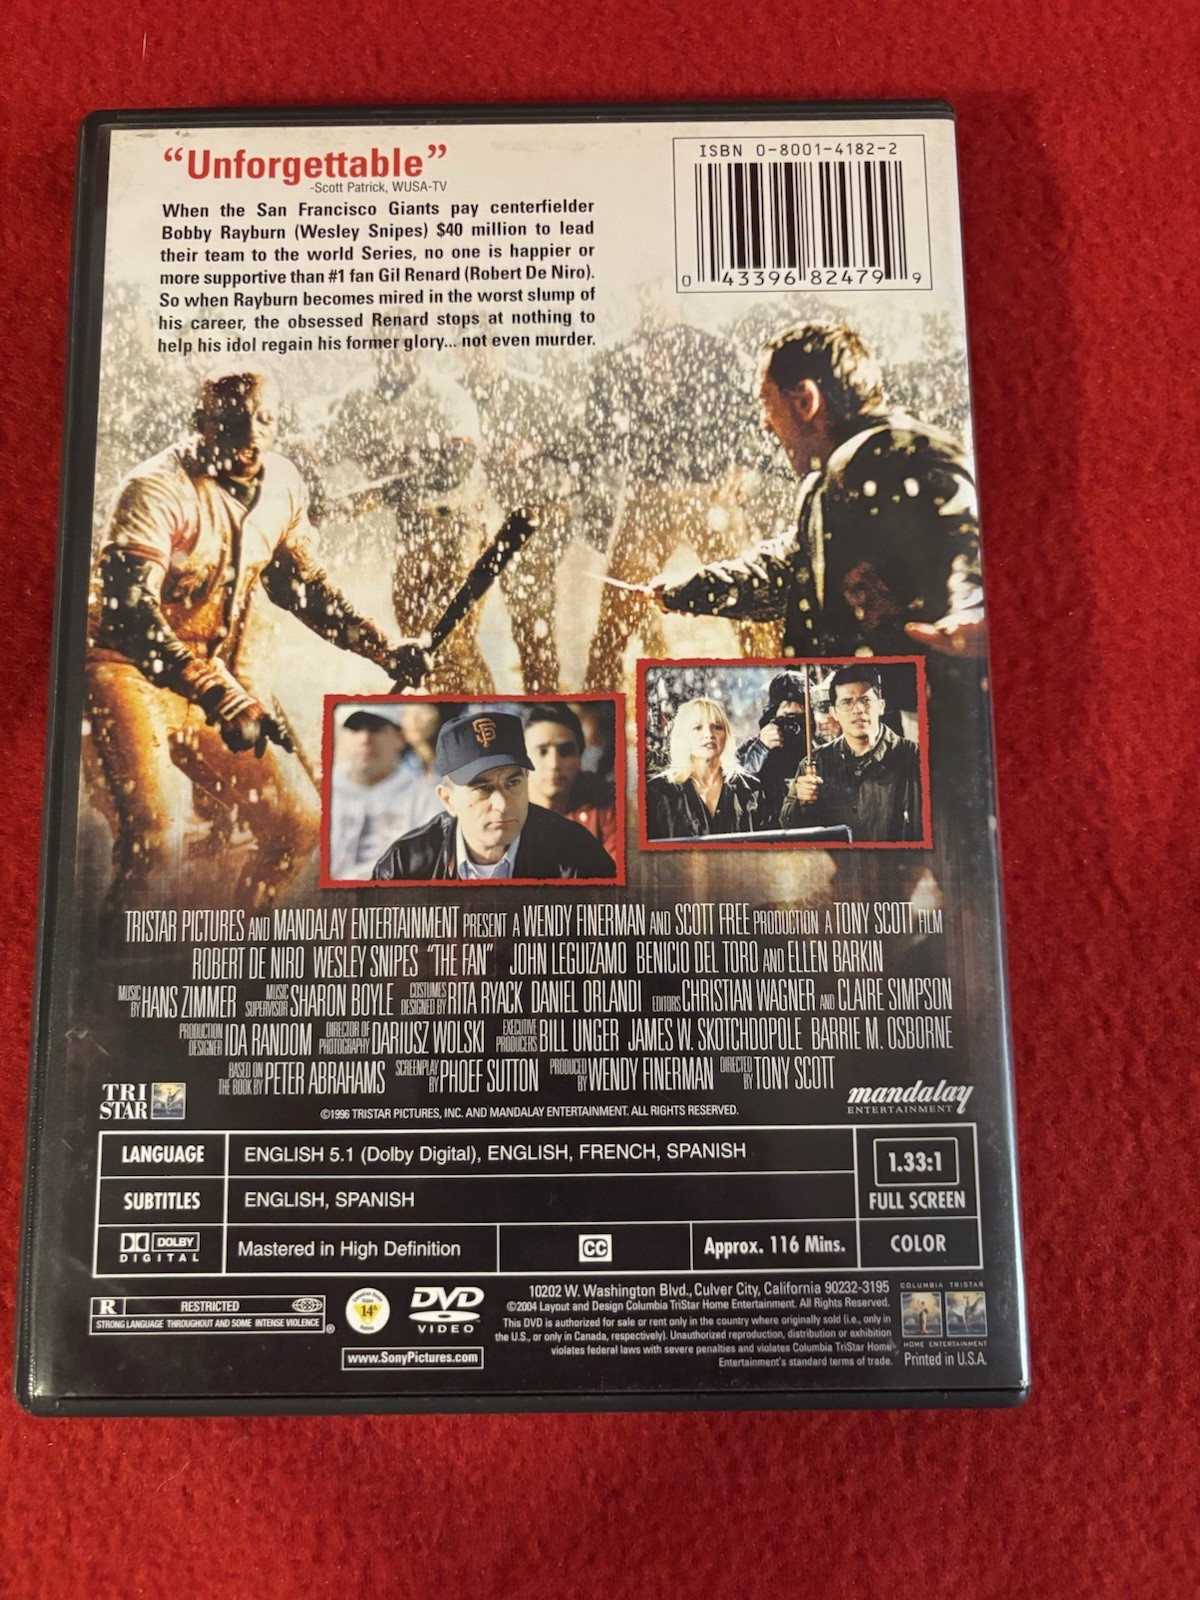 “Unforgettable”
-Scott Patrick, WUSA-TV
When the San Francisco Giants pay centerfielder
Bobby Rayburn (Wesley Snipes) $40 million to lead
their team to the world Series, no one is happier or
more supportive than #1 fan Gil Renard (Robert De Niro).
So when Rayburn becomes mired in the worst slump of
his career, the obsessed Renard stops at nothing to
help his idol regain his former glory... not even murder.
ISBN 0-8001-4182-2
0 43396 82479 9
SF
TRISTAR PICTURES AND MANDALAY ENTERTAINMENT PRESENT A WENDY FINERMAN AND SCOTT FREE PRODUCTION A TONY SCOTT FILM
ROBERT DE NIRO WESLEY SNIPES “THE FAN” JOHN LEGUIZAMO BENICIO DEL TORO AND ELLEN BARKIN
MUSIC BY HANS ZIMMER MUSIC SUPERVISOR SHARON BOYLE COSTUMES DESIGNED BY RITA RYACK DANIEL ORLANDI EDITORS CHRISTIAN WAGNER AND CLAIRE SIMPSON
PRODUCTION DESIGNER IDA RANDOM DIRECTOR OF PHOTOGRAPHY DARIUSZ WOLSKI EXECUTIVE PRODUCERS BILL UNGER JAMES W. SKOTCHDOPOLE BARRIE M. OSBORNE
BASED ON THE BOOK BY PETER ABRAHAMS SCREENPLAY BY PHOEF SUTTON PRODUCED BY WENDY FINERMAN DIRECTED BY TONY SCOTT
TRI
STAR
©1996 TRISTAR PICTURES, INC. AND MANDALAY ENTERTAINMENT. ALL RIGHTS RESERVED.
mandalay
ENTERTAINMENT
LANGUAGE ENGLISH 5.1 (Dolby Digital), ENGLISH, FRENCH, SPANISH
SUBTITLES ENGLISH, SPANISH
1.33:1
FULL SCREEN
DOLBY
DIGITAL
Mastered in High Definition
CC
Approx. 116 Mins.
COLOR
R RESTRICTED ®
STRONG LANGUAGE THROUGHOUT AND SOME INTENSE VIOLENCE
14A
DVD
VIDEO
www.SonyPictures.com
10202 W. Washington Blvd., Culver City, California 90232-3195
©2004 Layout and Design Columbia TriStar Home Entertainment. All Rights Reserved.
This DVD is authorized for sale or rent only in the country where originally sold (i.e., only in
the U.S., or only in Canada, respectively). Unauthorized reproduction, distribution or exhibition
violates federal laws with severe penalties and violates Columbia TriStar Home
Entertainment's standard terms of trade.
COLUMBIA TRISTAR
HOME ENTERTAINMENT
Printed in U.S.A.